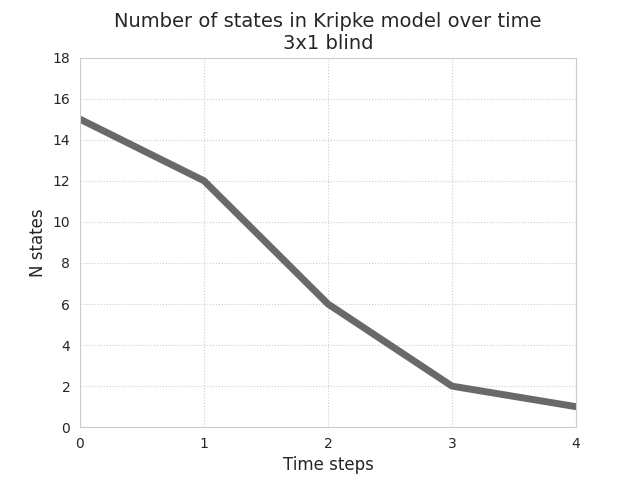 Number of states in Kripke model over time
3x1 blind
18
16
14
12
10
8
6
4
2
0
N states
0 1 2 3 4
Time steps